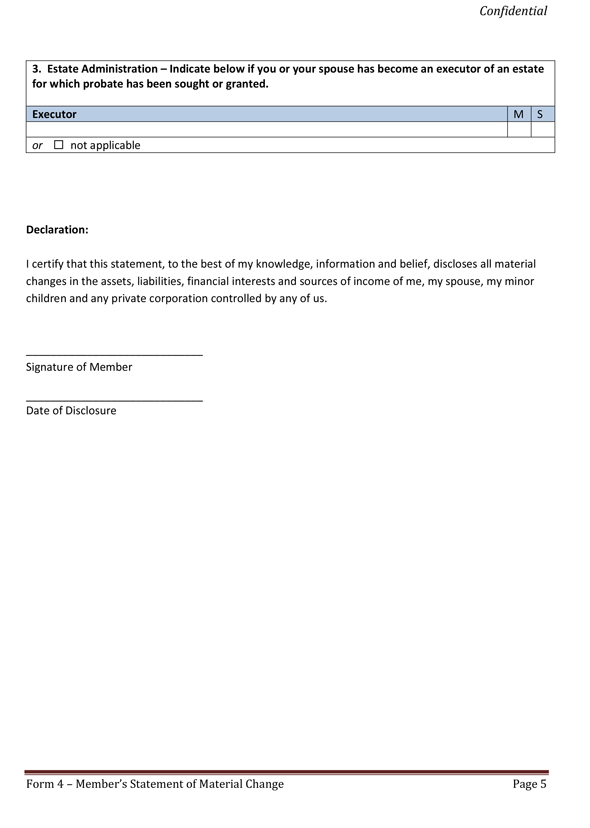 Confidential
3. Estate Administration – Indicate below if you or your spouse has become an executor of an estate
for which probate has been sought or granted.
Executor M S
or ☐ not applicable
Declaration:
I certify that this statement, to the best of my knowledge, information and belief, discloses all material
changes in the assets, liabilities, financial interests and sources of income of me, my spouse, my minor
children and any private corporation controlled by any of us.
Signature of Member
Date of Disclosure
Form 4 – Member's Statement of Material Change Page 5